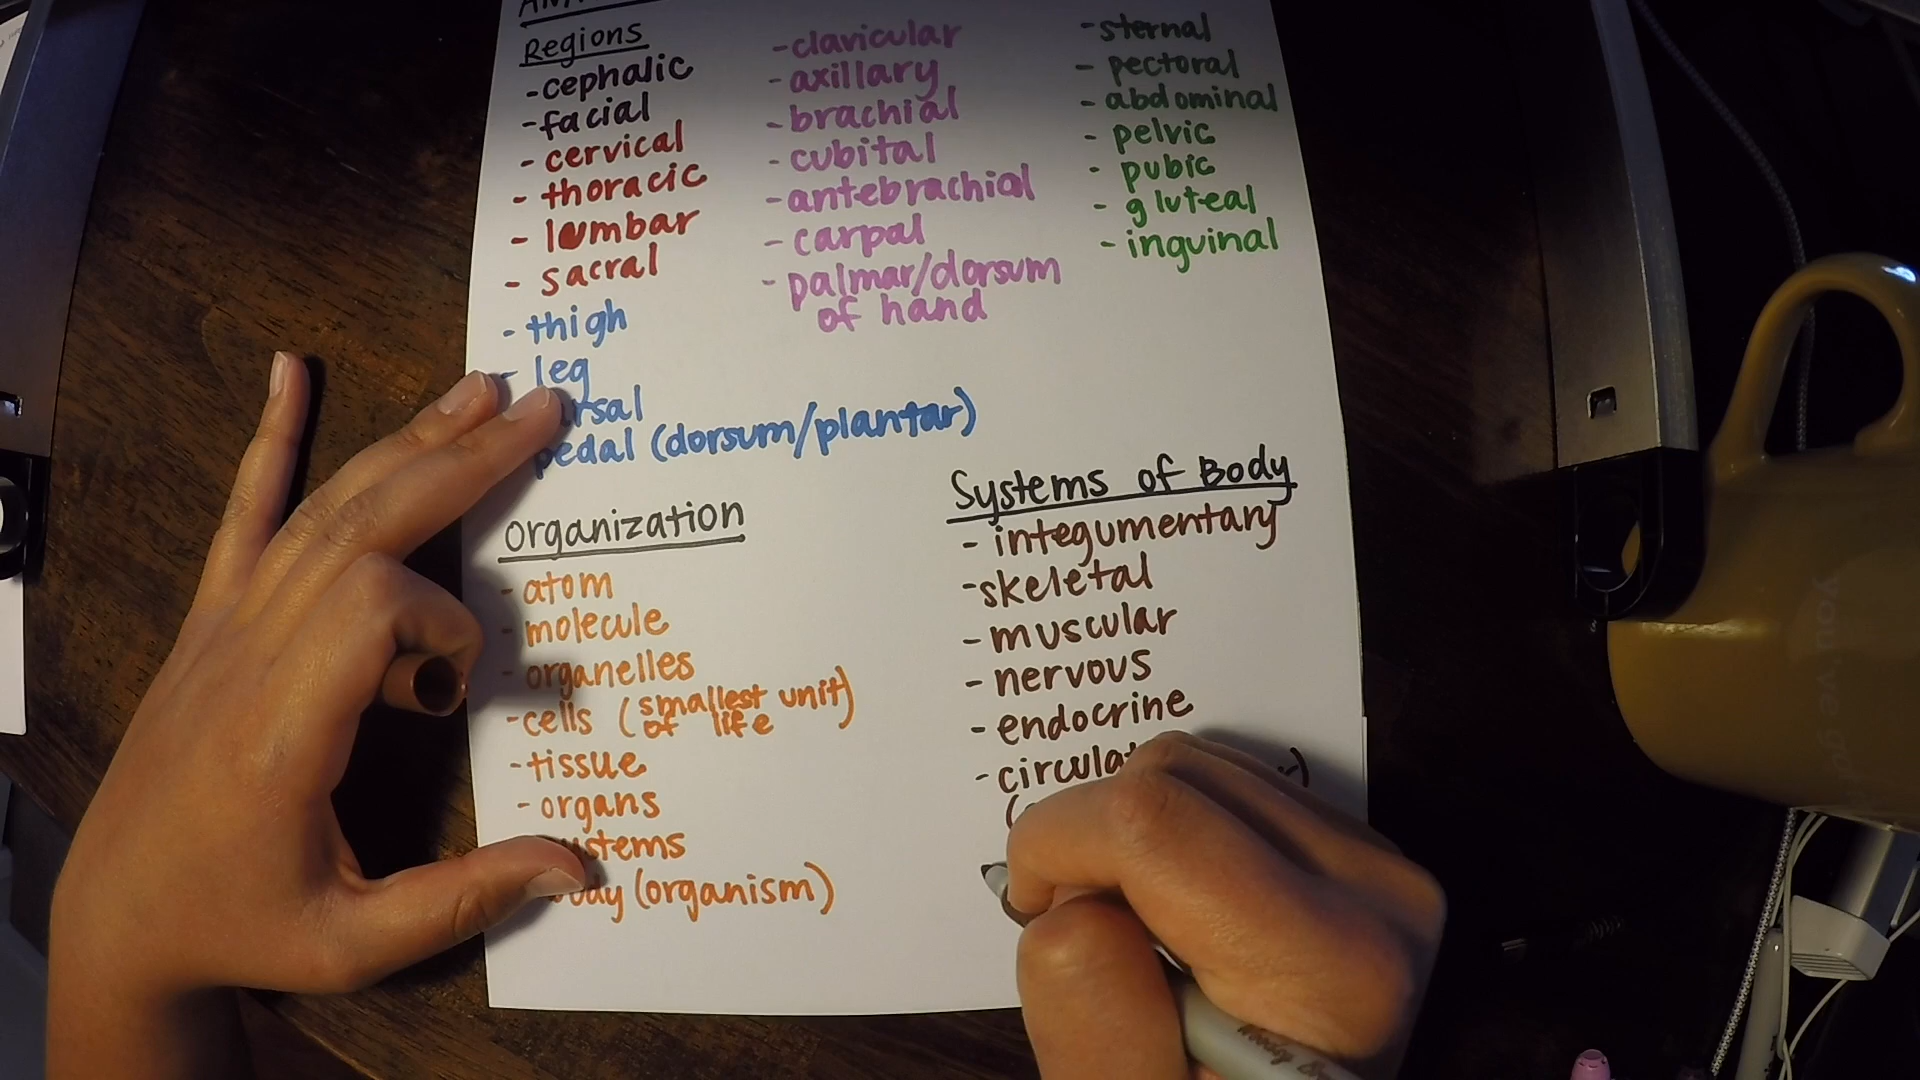 Regions
-cephalic
-facial
- cervical
- thoracic
- lumbar
- sacral
- thigh
- leg
pedal (dorsum/plantar)
-clavicular
-axillary
-brachial
-cubital
-antebrachial
-carpal
-palmar/dorsum
of hand
-sternal
- pectoral
- abdominal
- pelvic
- pubic
- gluteal
- inguinal
organization
-atom
-molecule
-organelles
-cells (smallest unit)
of life
-tissue
-organs
(organism)
Systems of Body
- integumentary
-skeletal
- muscular
- nervous
- endocrine
you've